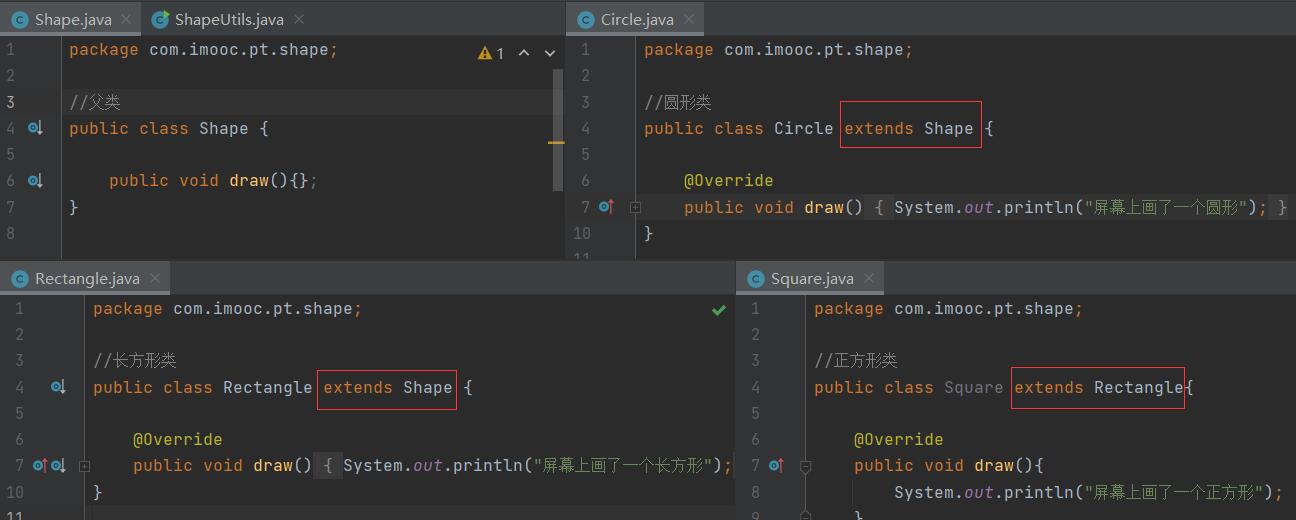 Shape.java
ShapeUtils.java
1 package com.imooc.pt.shape;
1
2
3 //父类
4 public class Shape {
5
6 public void draw(){};
7 }
8
Circle.java
1 package com.imooc.pt.shape;
2
3 //圆形类
4 public class Circle extends Shape {
5
6 @Override
7 public void draw() { System.out.println("屏幕上画了一个圆形"); }
10 }
11
Rectangle.java
1 package com.imooc.pt.shape;
2
3 //长方形类
4 public class Rectangle extends Shape {
5
6 @Override
7 public void draw() { System.out.println("屏幕上画了一个长方形");
10 }
11
Square.java
1 package com.imooc.pt.shape;
2
3 //正方形类
4 public class Square extends Rectangle{
5
6 @Override
7 public void draw(){
8 System.out.println("屏幕上画了一个正方形");
9 }